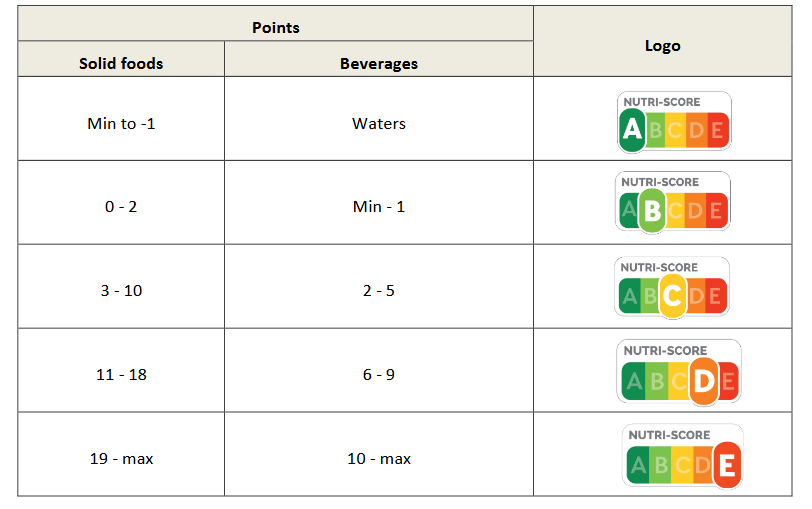 Points
Logo
Solid foods
Beverages
Min to -1
Waters
NUTRI-SCORE
A B C D E
0 - 2
Min - 1
NUTRI-SCORE
A B C D E
3 - 10
2 - 5
NUTRI-SCORE
A B C D E
11 - 18
6 - 9
NUTRI-SCORE
A B C D E
19 - max
10 - max
NUTRI-SCORE
A B C D E